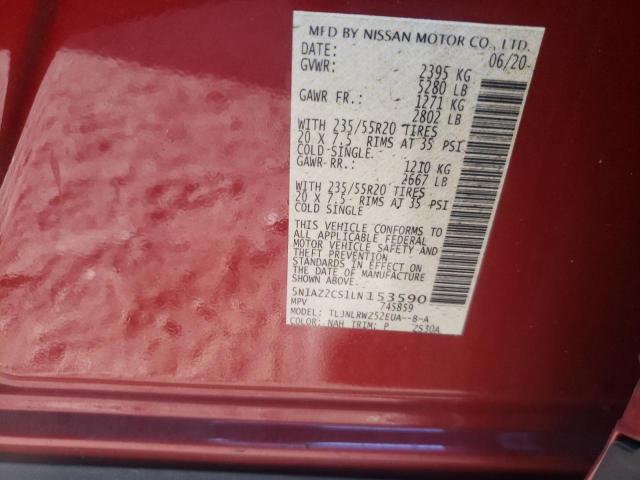 MFD BY NISSAN MOTOR CO., LTD.
DATE: 06/20
GVWR: 2395 KG
5280 LB
GAWR FR.: 1271 KG
2802 LB
WITH 235/55R20 TIRES
20 X 7.5 RIMS AT 35 PSI
COLD SINGLE.
GAWR-RR.: 1210 KG
2667 LB
WITH 235/55R20 TIRES
20 X 7.5- RIMS AT 35 PSI
COLD SINGLE
THIS VEHICLE CONFORMS TO
ALL APPLICABLE FEDERAL
MOTOR VEHICLE SAFETY AND
THEFT PREVENTION
STANDARDS IN EFFECT ON
THE DATE OF MANUFACTURE
SHOWN ABOVE.
5N1AZ2CS1LN153590
MPV 745859
MODEL: TL3NLRWZ52EUA--B-A
COLOR: NAH TRIM: P Z530A